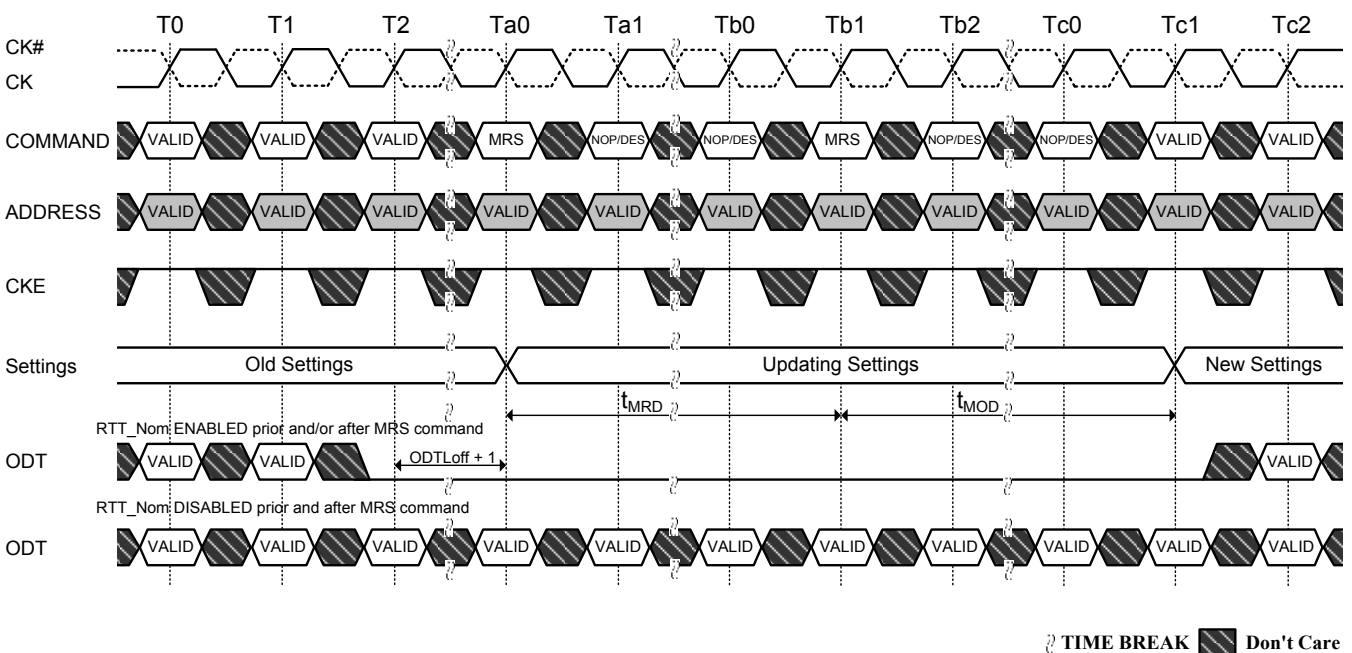 T0 T1 T2 Ta0 Ta1 Tb0 Tb1 Tb2 Tc0 Tc1 Tc2
CK#
CK
COMMAND VALID VALID VALID MRS NOP/DES NOP/DES MRS NOP/DES NOP/DES VALID VALID
ADDRESS VALID VALID VALID VALID VALID VALID VALID VALID VALID VALID VALID
CKE
Settings Old Settings Updating Settings New Settings
tMRD tMOD
RTT_Nom ENABLED prior and/or after MRS command
ODT VALID VALID ODTLoff + 1 VALID
RTT_Nom DISABLED prior and after MRS command
ODT VALID VALID VALID VALID VALID VALID VALID VALID VALID VALID VALID
TIME BREAK Don't Care